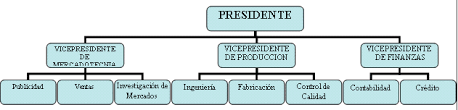 PRESIDENTE
VICEPRESIDENTE
DE
MERCADOTECNIA
VICEPRESIDENTE
DE PRODUCCION
VICEPRESIDENTE
DE FINANZAS
Publicidad
Ventas
Investigación de
Mercados
Ingeniería
Fabricación
Control de
Calidad
Contabilidad
Crédito